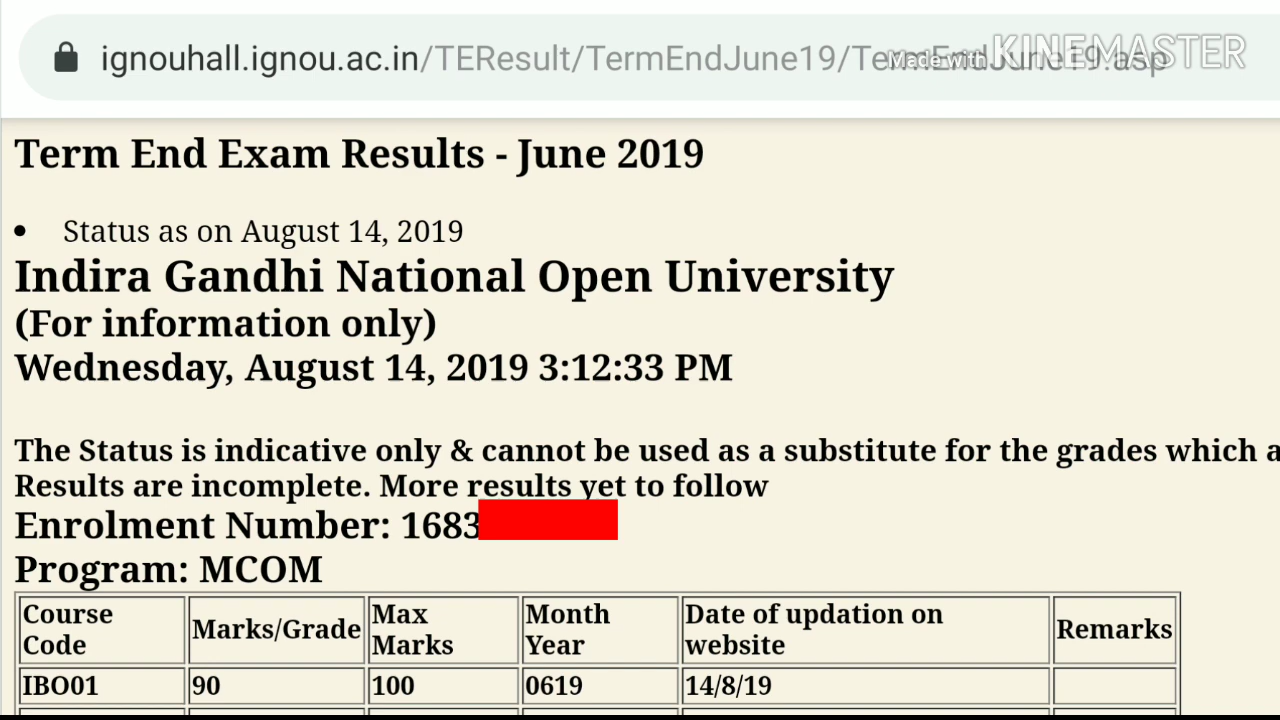 ignouhall.ignou.ac.in/TEResult/TermEndJune19/TermEndJune19.asp
Made with KINEMASTER
Term End Exam Results - June 2019
• Status as on August 14, 2019
Indira Gandhi National Open University
(For information only)
Wednesday, August 14, 2019 3:12:33 PM
The Status is indicative only & cannot be used as a substitute for the grades which a
Results are incomplete. More results yet to follow
Enrolment Number: 1683
Program: MCOM
Course Code Marks/Grade Max Marks Month Year Date of updation on website Remarks
IBO01 90 100 0619 14/8/19